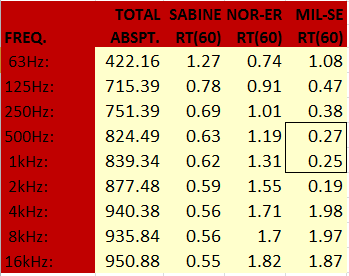 TOTAL SABINE NOR-ER MIL-SE
FREQ. ABSPT. RT(60) RT(60) RT(60)
63Hz: 422.16 1.27 0.74 1.08
125Hz: 715.39 0.78 0.91 0.47
250Hz: 751.39 0.69 1.01 0.38
500Hz: 824.49 0.63 1.19 0.27
1kHz: 839.34 0.62 1.31 0.25
2kHz: 877.48 0.59 1.55 0.19
4kHz: 940.38 0.56 1.71 1.98
8kHz: 935.84 0.56 1.7 1.97
16kHz: 950.88 0.55 1.82 1.87